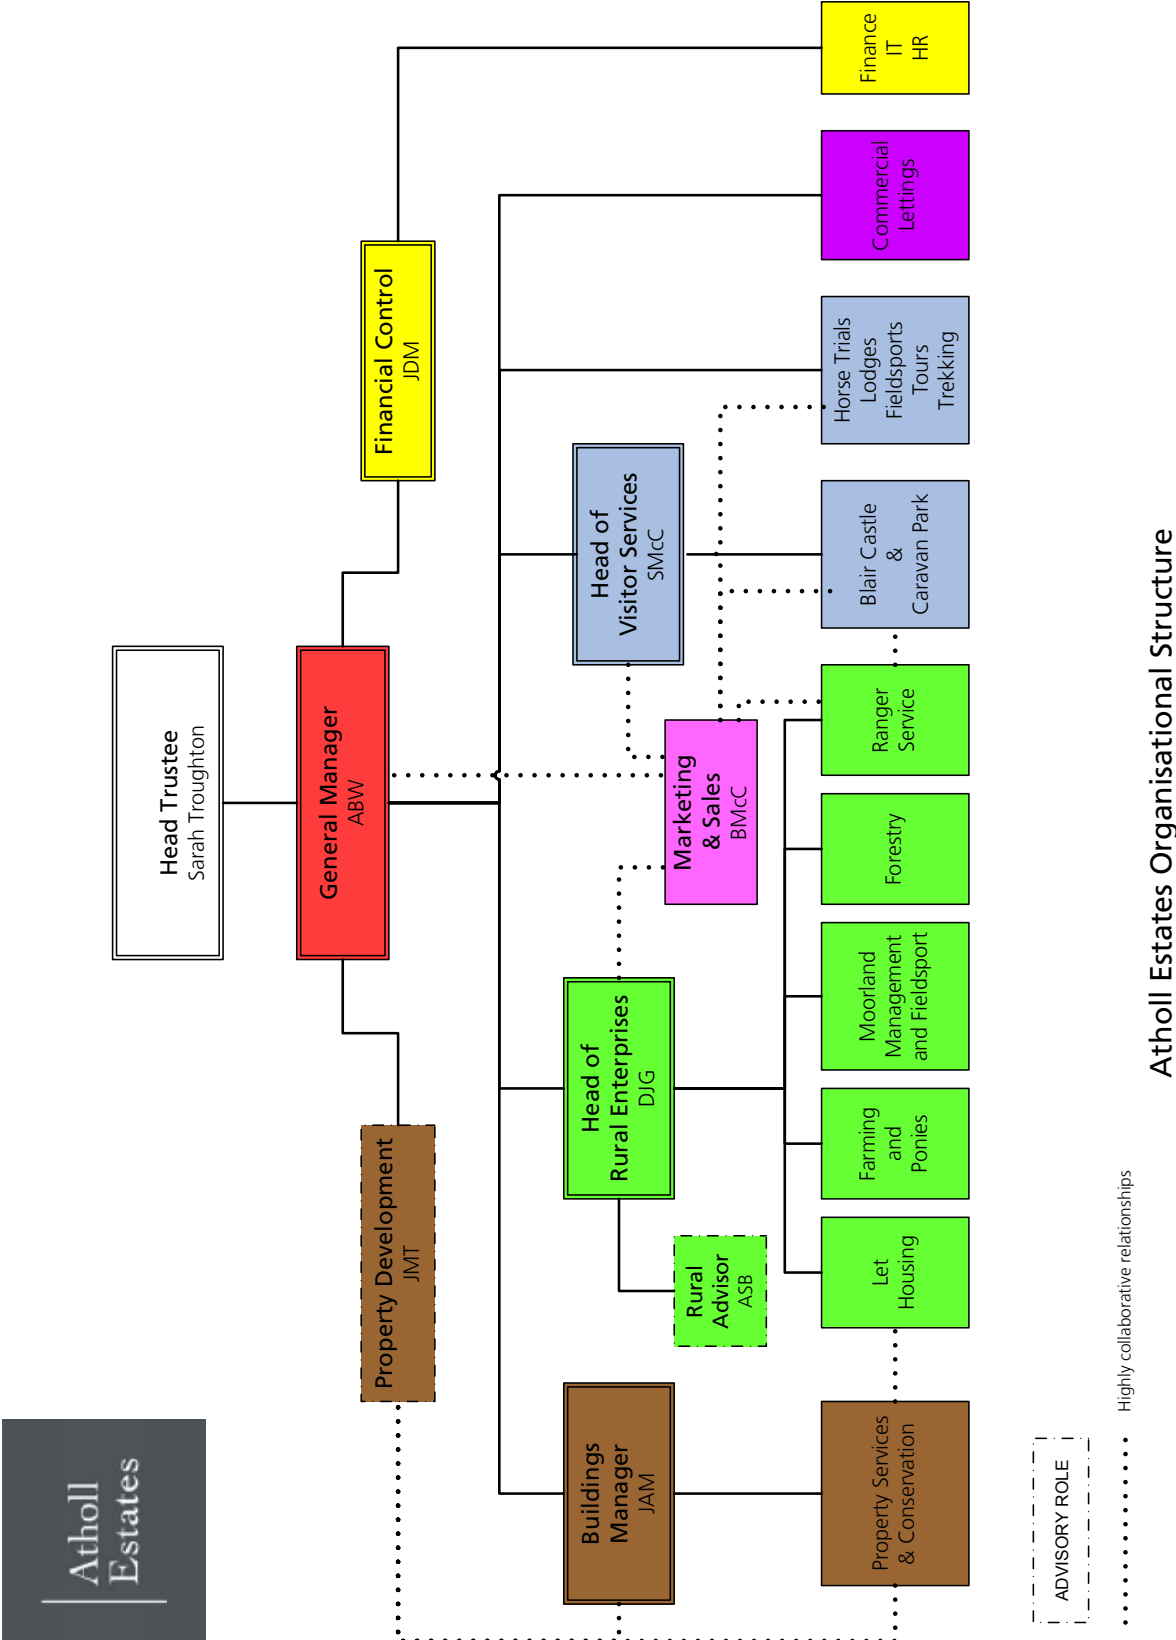 Atholl
Estates
Head Trustee
Sarah Troughton
General Manager
ABW
Property Development
JMT
Financial Control
JDM
Buildings
Manager
JAM
Head of
Rural Enterprises
DJG
Head of
Visitor Services
SMcC
Rural
Advisor
ASB
Marketing
& Sales
BMcC
Property Services
& Conservation
Let
Housing
Farming
and
Ponies
Moorland
Management
and Fieldsport
Forestry
Ranger
Service
Blair Castle
&
Caravan Park
Horse Trials
Lodges
Fieldsports
Tours
Trekking
Commercial
Lettings
Finance
IT
HR
ADVISORY ROLE
Highly collaborative relationships
Atholl Estates Organisational Structure